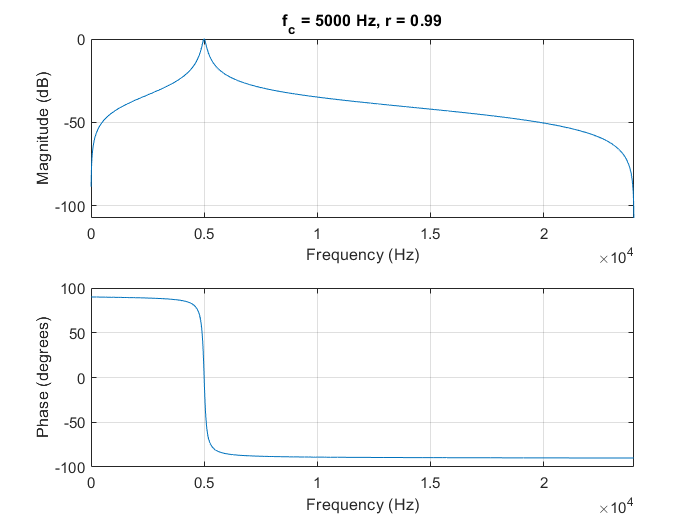 f_c = 5000 Hz, r = 0.99
0
-50
-100
Magnitude (dB)
0 0.5 1 1.5 2
Frequency (Hz)
×10^4
100
50
0
-50
-100
Phase (degrees)
0 0.5 1 1.5 2
Frequency (Hz)
×10^4